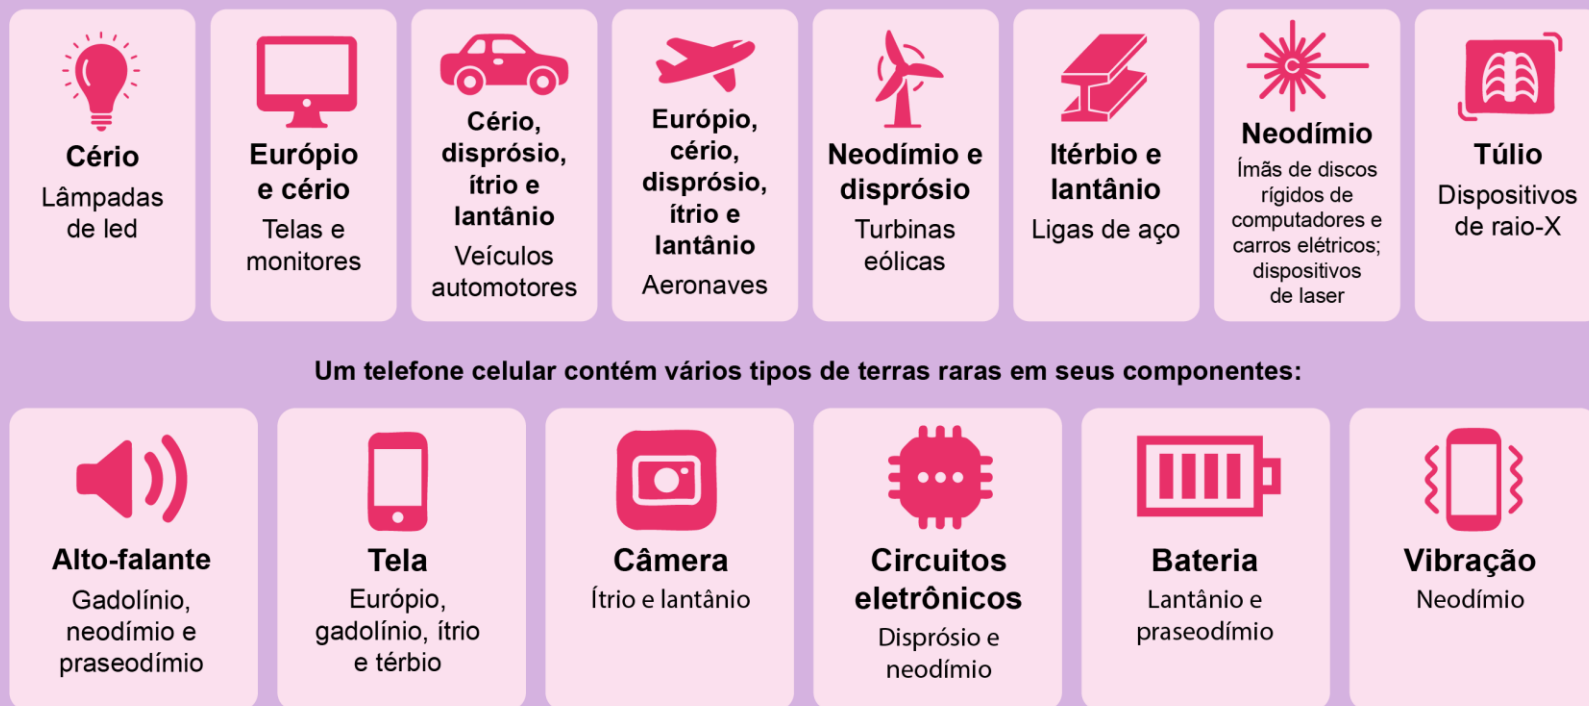 Cério
Lâmpadas
de led
Európio
e cério
Telas e
monitores
Cério,
disprósio,
ítrio e
lantânio
Veículos
automotores
Európio,
cério,
disprósio,
ítrio e
lantânio
Aeronaves
Neodímio e
disprósio
Turbinas
eólicas
Itérbio e
lantânio
Ligas de aço
Neodímio
Ímãs de discos
rígidos de
computadores e
carros elétricos;
dispositivos
de laser
Túlio
Dispositivos
de raio-X
Um telefone celular contém vários tipos de terras raras em seus componentes:
Alto-falante
Gadolínio,
neodímio e
praseodímio
Tela
Európio,
gadolínio, ítrio
e térbio
Câmera
Ítrio e lantânio
Circuitos
eletrônicos
Disprósio e
neodímio
Bateria
Lantânio e
praseodímio
Vibração
Neodímio